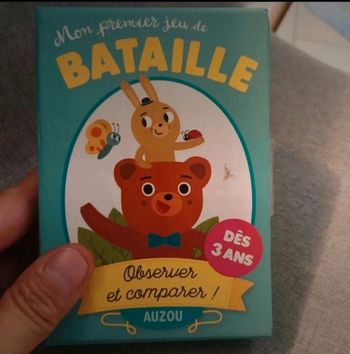 Mon premier jeu de
BATAILLE
DÈS
3 ANS
Observer
et comparer !
AUZOU